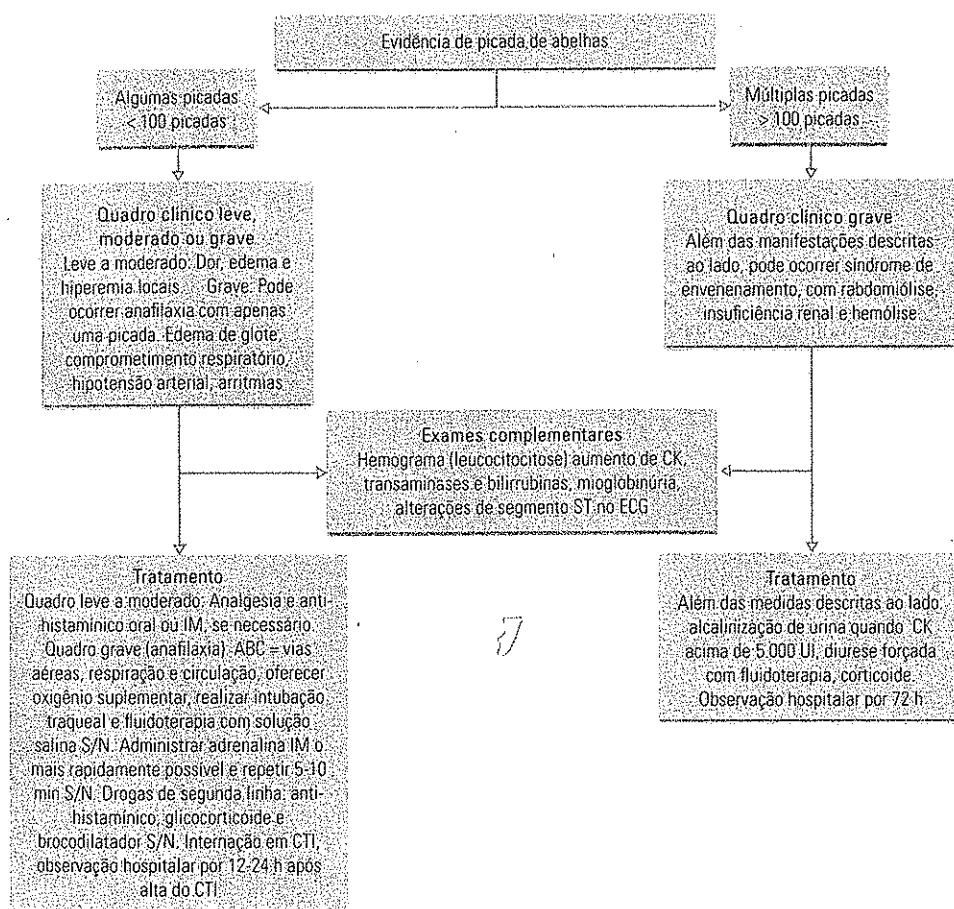 Evidência de picada de abelhas
Algumas picadas
< 100 picadas
Múltiplas picadas
> 100 picadas
Quadro clínico leve,
moderado ou grave
Leve a moderado: Dor, edema e
hiperemia locais. Grave: Pode
ocorrer anafilaxia com apenas
uma picada. Edema de glote,
comprometimento respiratório,
hipotensão arterial, arritmias
Quadro clínico grave
Além das manifestações descritas
ao lado, pode ocorrer síndrome de
envenenamento, com rabdomiólise,
insuficiência renal e hemólise
Exames complementares
Hemograma (leucocitocitose) aumento de CK,
transaminases e bilirrubinas, mioglobinúria,
alterações de segmento ST no ECG
Tratamento
Quadro leve a moderado: Analgesia e anti-
histamínico oral ou IM, se necessário
Quadro grave (anafilaxia): ABC = vias
aéreas, respiração e circulação, oferecer
oxigênio suplementar, realizar intubação
traqueal e fluidoterapia com solução
salina S/N. Administrar adrenalina IM o
mais rapidamente possível e repetir 5-10
min S/N. Drogas de segunda linha: anti-
histamínico, glicocorticoide e
brocodilatador S/N. Internação em CTI,
observação hospitalar por 12-24 h após
alta do CTI
Tratamento
Além das medidas descritas ao lado:
alcalinização de urina quando CK
acima de 5.000 UI, diurese forçada
com fluidoterapia, corticoide.
Observação hospitalar por 72 h